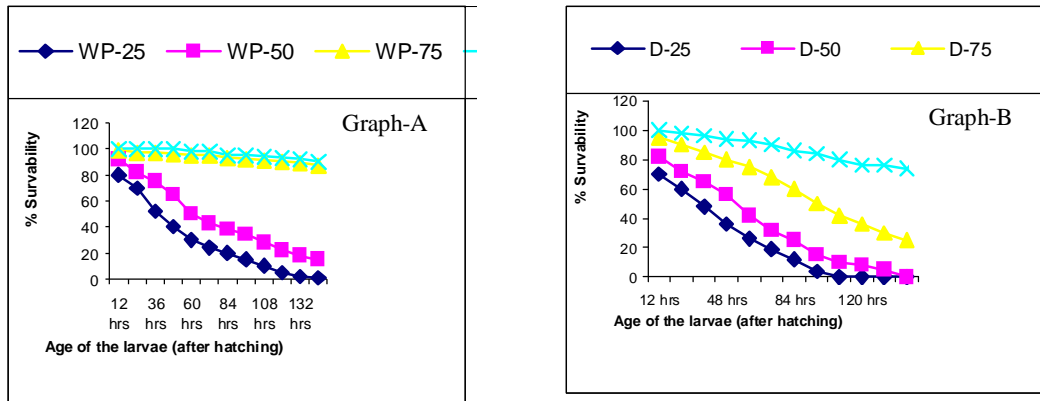 WP-25 WP-50 WP-75
Graph-A
% Survability
120
100
80
60
40
20
0
12 36 60 84 108 132
hrs hrs hrs hrs hrs hrs
Age of the larvae (after hatching)
D-25 D-50 D-75
Graph-B
% Survability
120
100
80
60
40
20
0
12 hrs 48 hrs 84 hrs 120 hrs
Age of the larvae (after hatching)